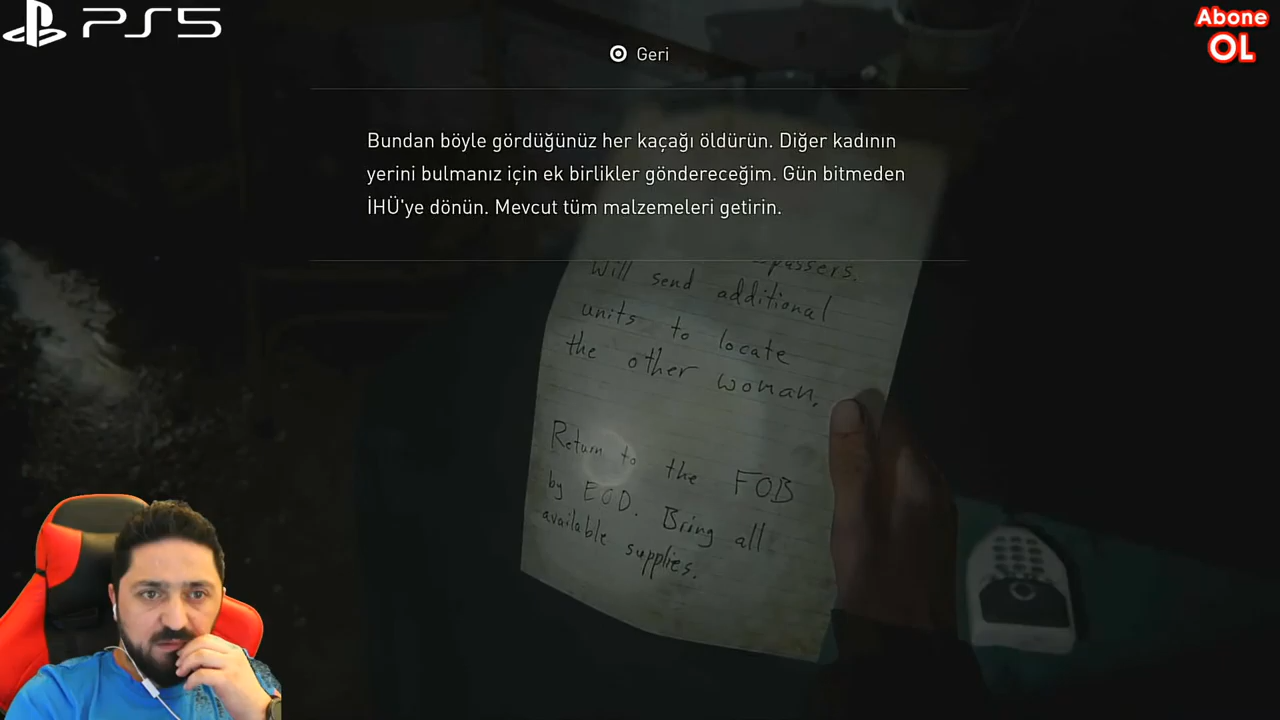 PS5
Abone
OL
Geri
Bundan böyle gördüğünüz her kaçağı öldürün. Diğer kadının
yerini bulmanız için ek birlikler göndereceğim. Gün bitmeden
İHÜ'ye dönün. Mevcut tüm malzemeleri getirin.
Will send additional
units to locate
the other woman.
Return to the FOB
by EOD. Bring all
available supplies.